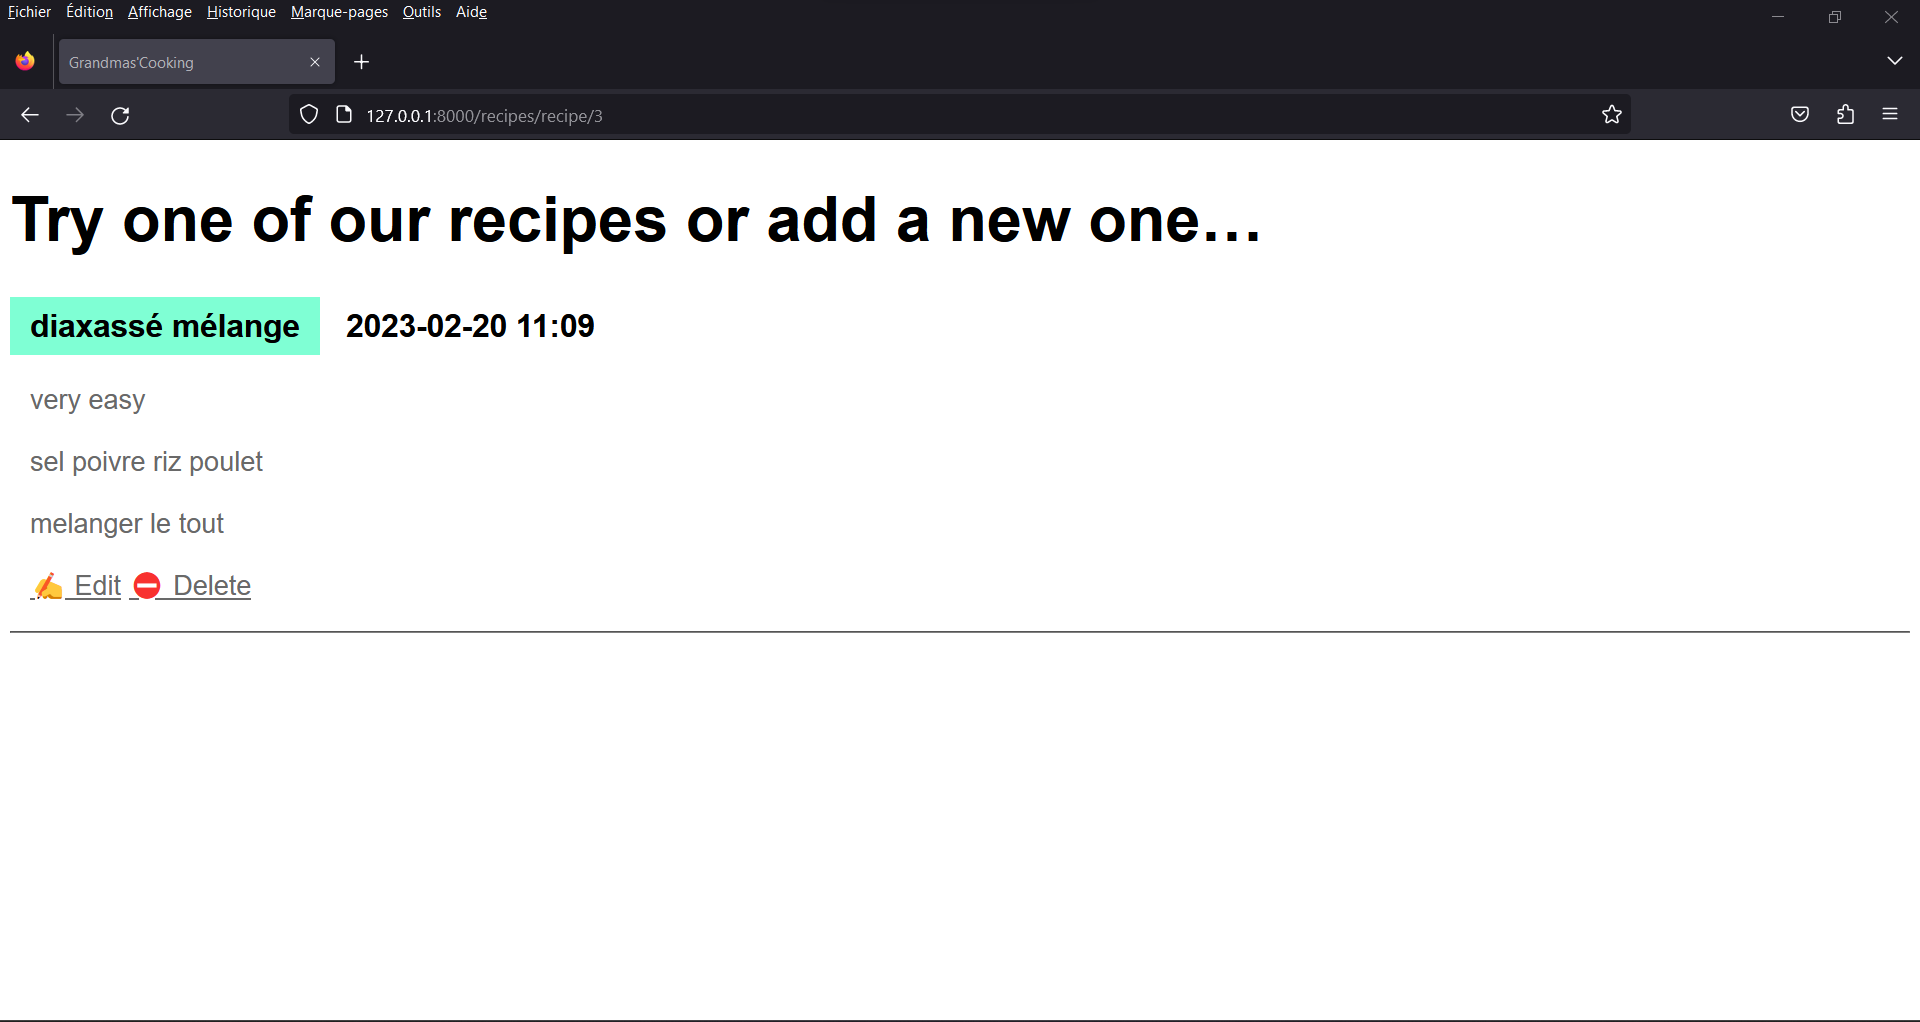 Fichier Édition Affichage Historique Marque-pages Outils Aide
Grandmas'Cooking
127.0.0.1:8000/recipes/recipe/3
Try one of our recipes or add a new one…
diaxassé mélange 2023-02-20 11:09
very easy
sel poivre riz poulet
melanger le tout
✍ Edit ⛔ Delete